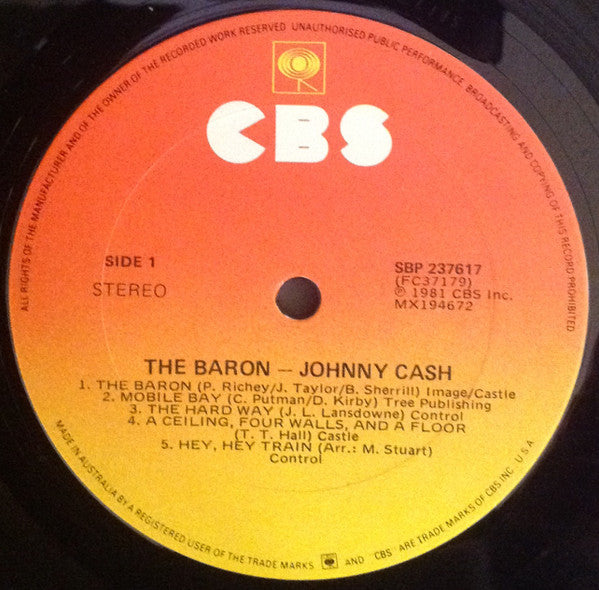 ALL RIGHTS OF THE MANUFACTURER AND OF THE OWNER OF THE RECORDED WORK RESERVED UNAUTHORISED PUBLIC PERFORMANCE BROADCASTING AND COPYING OF THIS RECORD PROHIBITED
CBS
SIDE 1
STEREO
SBP 237617
(FC37179)
℗ 1981 CBS Inc.
MX194672
THE BARON — JOHNNY CASH
1. THE BARON (P. Richey/J. Taylor/B. Sherrill) Image/Castle
2. MOBILE BAY (C. Putman/D. Kirby) Tree Publishing
3. THE HARD WAY (J. L. Lansdowne) Control
4. A CEILING, FOUR WALLS, AND A FLOOR
(T. T. Hall) Castle
5. HEY, HEY TRAIN (Arr.: M. Stuart)
Control
MADE IN AUSTRALIA BY A REGISTERED USER OF THE TRADE MARKS AND "CBS" ARE TRADE MARKS OF CBS INC U S A